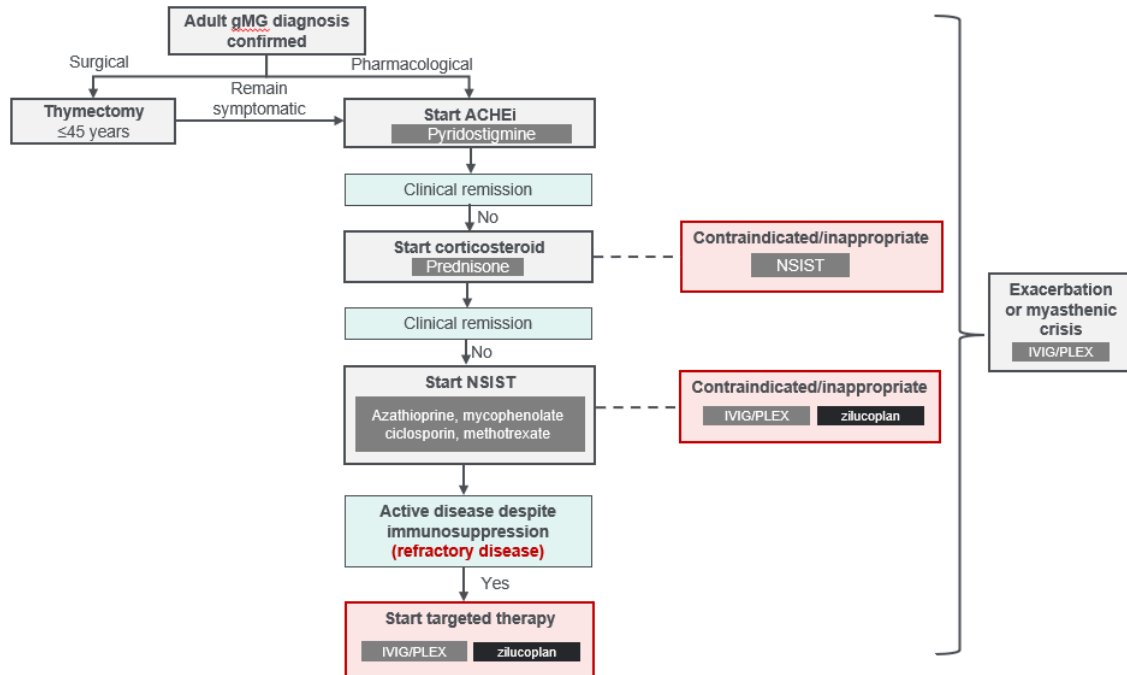 Adult gMG diagnosis
confirmed
Surgical
Pharmacological
Thymectomy
≤45 years
Remain
symptomatic
Start ACHEi
Pyridostigmine
Clinical remission
No
Start corticosteroid
Prednisone
Contraindicated/inappropriate
NSIST
Clinical remission
No
Start NSIST
Azathioprine, mycophenolate
ciclosporin, methotrexate
Contraindicated/inappropriate
IVIG/PLEX
zilucoplan
Active disease despite
immunosuppression
(refractory disease)
Yes
Start targeted therapy
IVIG/PLEX
zilucoplan
Exacerbation
or myasthenic
crisis
IVIG/PLEX